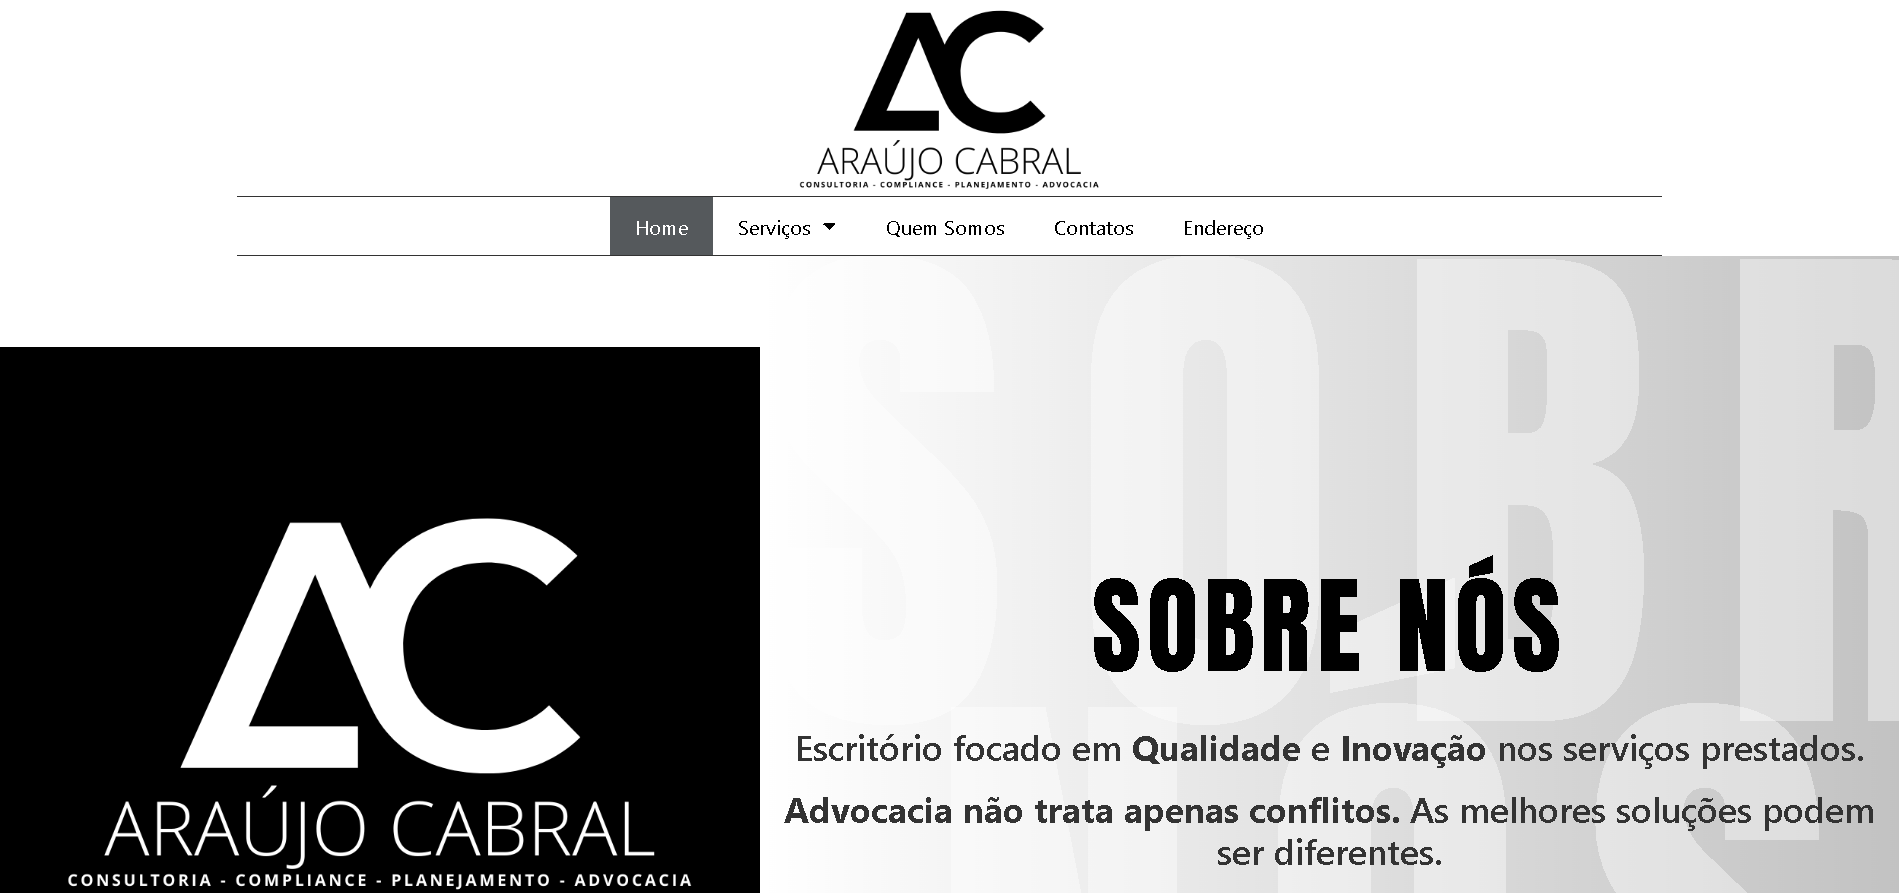 AC
ARAÚJO CABRAL
CONSULTORIA - COMPLIANCE - PLANEJAMENTO - ADVOCACIA
Home Serviços Quem Somos Contatos Endereço
SOBR
NÓS
AC
ARAÚJO CABRAL
CONSULTORIA - COMPLIANCE - PLANEJAMENTO - ADVOCACIA
SOBRE NÓS
Escritório focado em Qualidade e Inovação nos serviços prestados.
Advocacia não trata apenas conflitos. As melhores soluções podem
ser diferentes.